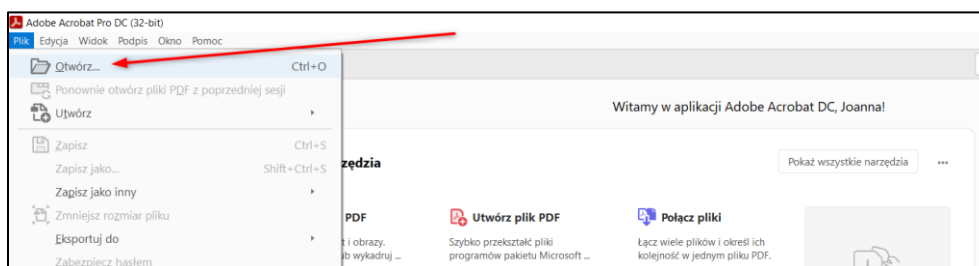 Adobe Acrobat Pro DC (32-bit)
Plik Edycja Widok Podpis Okno Pomoc
Otwórz... Ctrl+O
Ponownie otwórz pliki PDF z poprzedniej sesji
Utwórz
Witamy w aplikacji Adobe Acrobat DC, Joanna!
Zapisz Ctrl+S
Zapisz jako... Shift+Ctrl+S
zędzia
Pokaż wszystkie narzędzia ...
Zapisz jako inny
Zmniejsz rozmiar pliku
Eksportuj do
Zabezpiecz hasłem
PDF
t i obrazy.
ub wykadruj ...
Utwórz plik PDF
Szybko przekształć pliki
programów pakietu Microsoft ...
Połącz pliki
Łącz wiele plików i określ ich
kolejność w jednym pliku PDF.